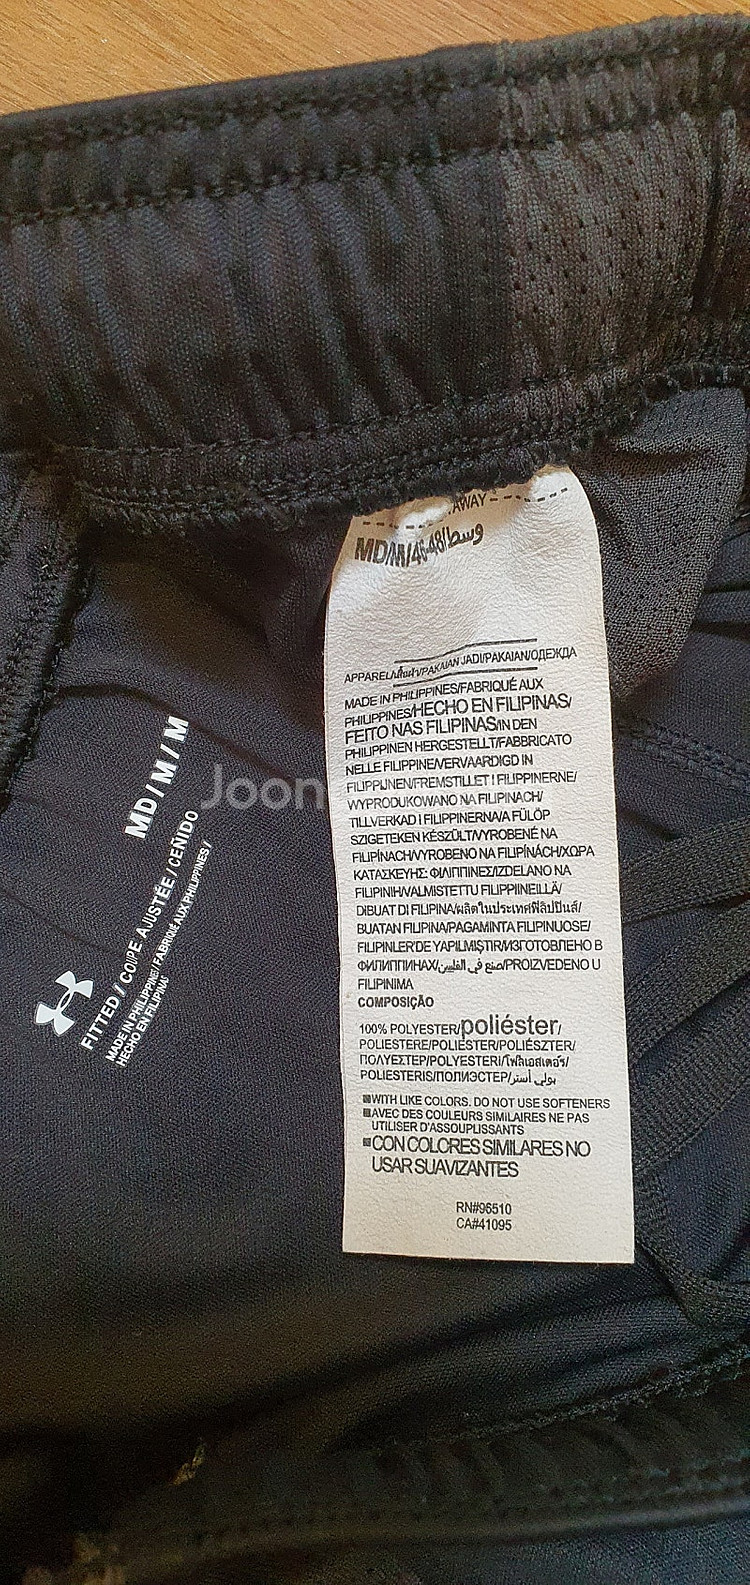 AWAY
MD/M/46-48/وسط
APPAREL/เสื้อผ้า/PAKAIAN JADI/PAKAIAN/ОДЕЖДА
MADE IN PHILIPPINES/FABRIQUÉ AUX
PHILIPPINES/HECHO EN FILIPINAS/
FEITO NAS FILIPINAS/IN DEN
PHILIPPINEN HERGESTELLT/FABBRICATO
NELLE FILIPPINE/VERVAARDIGD IN
FILIPPIJNEN/FREMSTILLET I FILIPPINERNE/
WYPRODUKOWANO NA FILIPINACH/
TILLVERKAD I FILIPPINERNA/A FÜLÖP
SZIGETEKEN KÉSZÜLT/VYROBENÉ NA
FILIPÍNACH/VYROBENO NA FILIPÍNÁCH/ΧΩΡΑ
ΚΑΤΑΣΚΕΥΗΣ: ΦΙΛΙΠΠΙΝΕΣ/IZDELANO NA
FILIPINIH/VALMISTETTU FILIPPIINEILLÄ/
DIBUAT DI FILIPINA/ผลิตในประเทศฟิลิปปินส์/
BUATAN FILIPINA/PAGAMINTA FILIPINUOSE/
FILIPINLER'DE YAPILMIŞTIR/ИЗГОТОВЛЕНО В
ФИЛИППИНАХ/صنع في الفلبين/PROIZVEDENO U
FILIPINIMA
COMPOSIÇÃO
100% POLYESTER/poliéster/
POLIESTERE/POLIESTER/POLIÉSZTER/
ΠΟΛΥΕΣΤΕΡ/POLYESTERI/โพลีเอสเตอร์/
POLIESTERIS/ПОЛИЭСТЕР/بولي أستر
WITH LIKE COLORS. DO NOT USE SOFTENERS
AVEC DES COULEURS SIMILAIRES NE PAS
UTILISER D'ASSOUPLISSANTS
CON COLORES SIMILARES NO
USAR SUAVIZANTES
RN#96510
CA#41095
MD / M / M
FITTED / COUPE AJUSTÉE / CEÑIDO
MADE IN PHILIPPINES/ FABRIQUÉ AUX PHILIPPINES /
HECHO EN FILIPINAS
Joon